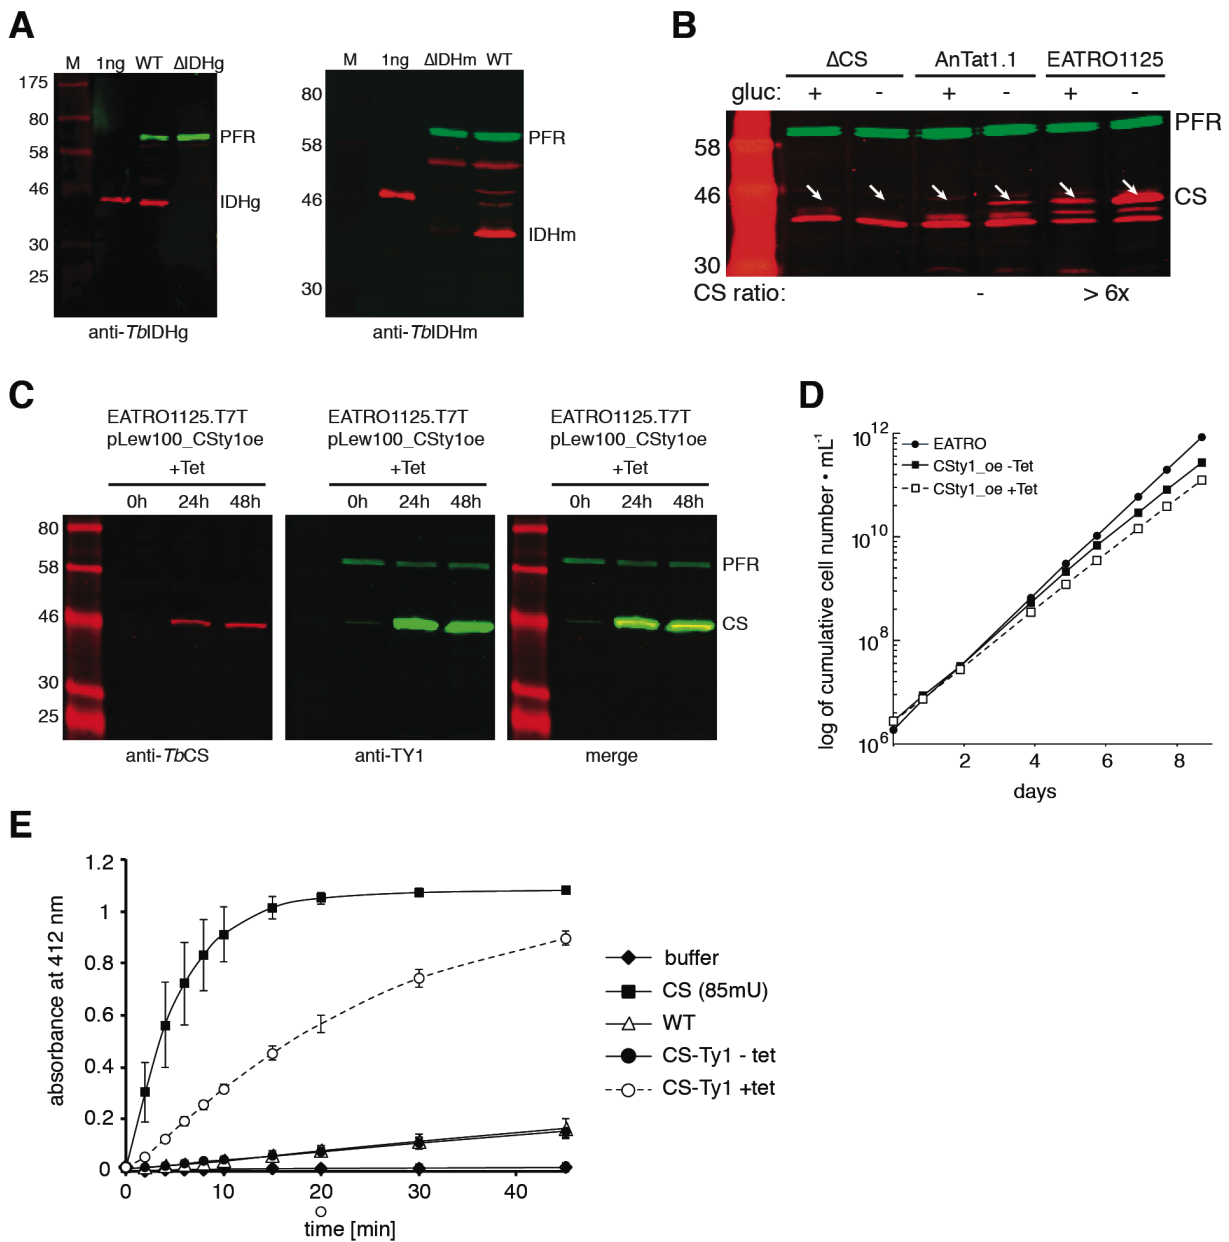 A
M 1ng WT ΔIDHg
175
80
58
46
30
25
PFR
IDHg
anti-TbIDHg
M 1ng ΔIDHm WT
80
58
46
30
PFR
IDHm
anti-TbIDHm
B
ΔCS AnTat1.1 EATRO1125
gluc: + - + - + -
58
46
30
PFR
CS
CS ratio: - > 6x
C
EATRO1125.T7T
pLew100_CSty1oe
+Tet
0h 24h 48h
80
58
46
30
25
anti-TbCS
EATRO1125.T7T
pLew100_CSty1oe
+Tet
0h 24h 48h
anti-TY1
EATRO1125.T7T
pLew100_CSty1oe
+Tet
0h 24h 48h
PFR
CS
merge
D
log of cumulative cell number • mL-1
10^12
10^10
10^8
10^6
EATRO
CSty1_oe -Tet
CSty1_oe +Tet
2 4 6 8
days
E
absorbance at 412 nm
1.2
1
0.8
0.6
0.4
0.2
0
0 10 20 30 40
time [min]
buffer
CS (85mU)
WT
CS-Ty1 - tet
CS-Ty1 +tet